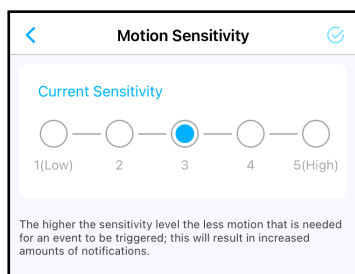 Motion Sensitivity
Current Sensitivity
1(Low) 2 3 4 5(High)
The higher the sensitivity level the less motion that is needed
for an event to be triggered; this will result in increased
amounts of notifications.